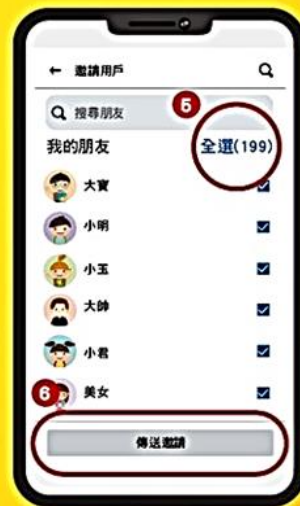 ← 邀請用戶
搜尋朋友
5
我的朋友 全選(199)
大寶
小明
小玉
大帥
小君
美女
6
傳送邀請